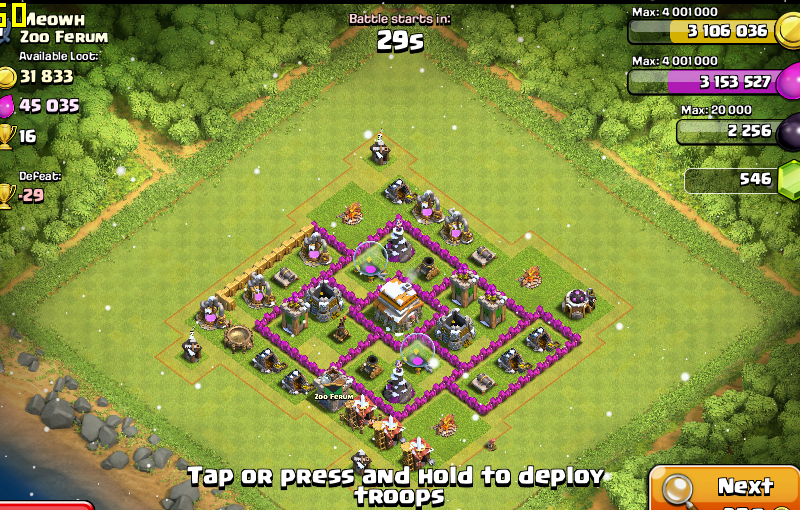 Meowh
Zoo Ferum
Available Loot:
31 833
45 035
16
Defeat:
-29
Battle starts in:
29s
Max: 4 001 000
3 106 036
Max: 4 001 000
3 153 527
Max: 20 000
2 256
546
Zoo Ferum
Tap or press and hold to deploy
troops
Next